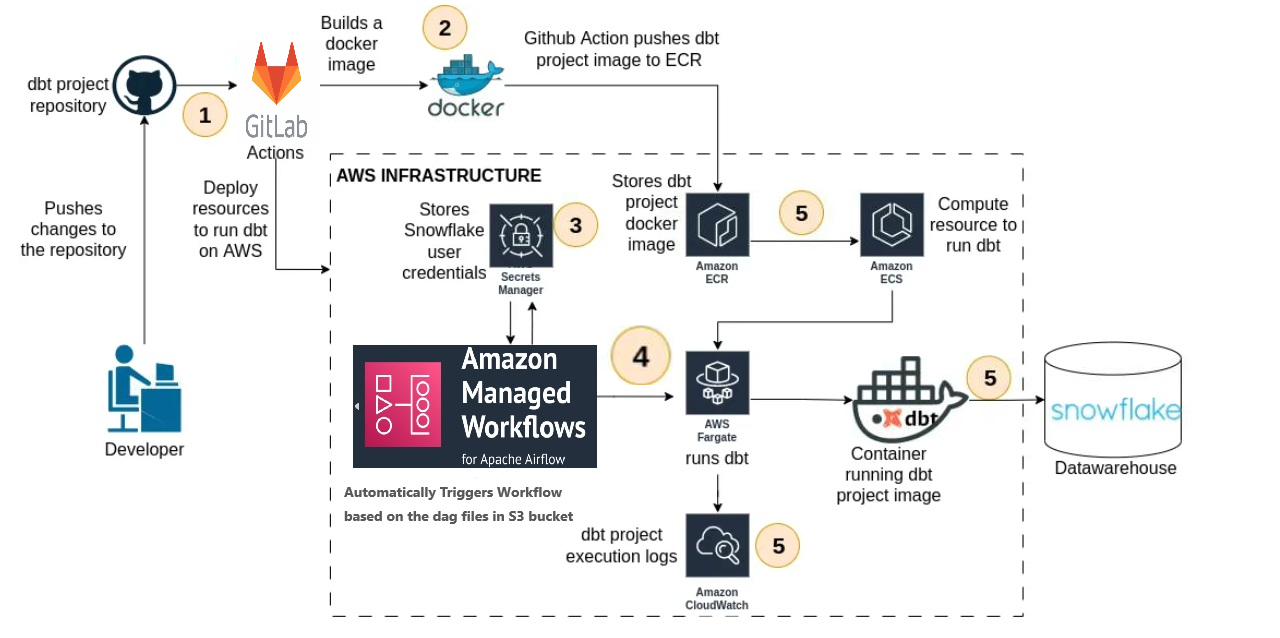 Builds a
docker
image
2
Github Action pushes dbt
project image to ECR
dbt project
repository
1
GitLab
Actions
docker
Pushes
changes to
the repository
Deploy
resources
to run dbt
on AWS
AWS INFRASTRUCTURE
Stores
Snowflake
user
credentials
3
Secrets
Manager
Stores dbt
project
docker
image
Amazon
ECR
5
Amazon
ECS
Compute
resource to
run dbt
Developer
Amazon
Managed
Workflows
for Apache Airflow
Automatically Triggers Workflow
based on the dag files in S3 bucket
4
AWS
Fargate
runs dbt
dbt
Container
running dbt
project image
5
snowflake
Datawarehouse
dbt project
execution logs
5
Amazon
CloudWatch